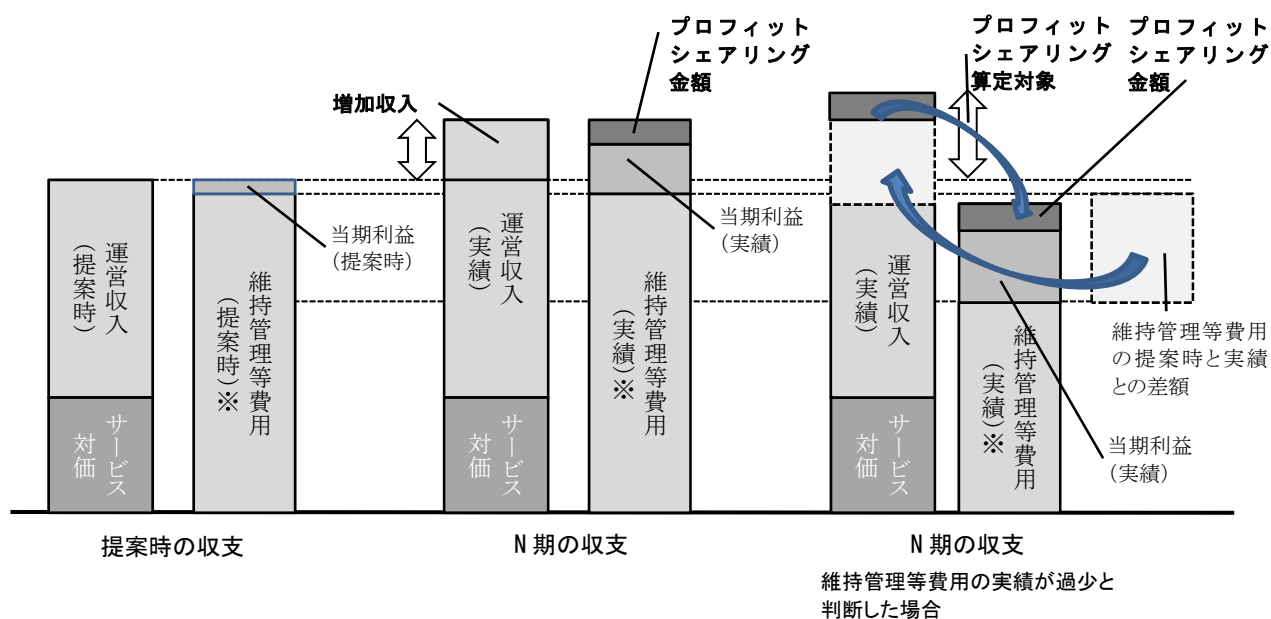 プロフィット
シェアリング
金額
プロフィット
シェアリング
算定対象
プロフィット
シェアリング
金額
増加収入
運営収入
（提案時）
サービス
対価
当期利益
（提案時）
維持管理等費用
（提案時）※
運営収入
（実績）
サービス
対価
当期利益
（実績）
維持管理等費用
（実績）※
運営収入
（実績）
サービス
対価
維持管理等費用
（実績）※
維持管理等費用
の提案時と実績
との差額
当期利益
（実績）
提案時の収支
N 期の収支
N 期の収支
維持管理等費用の実績が過少と
判断した場合